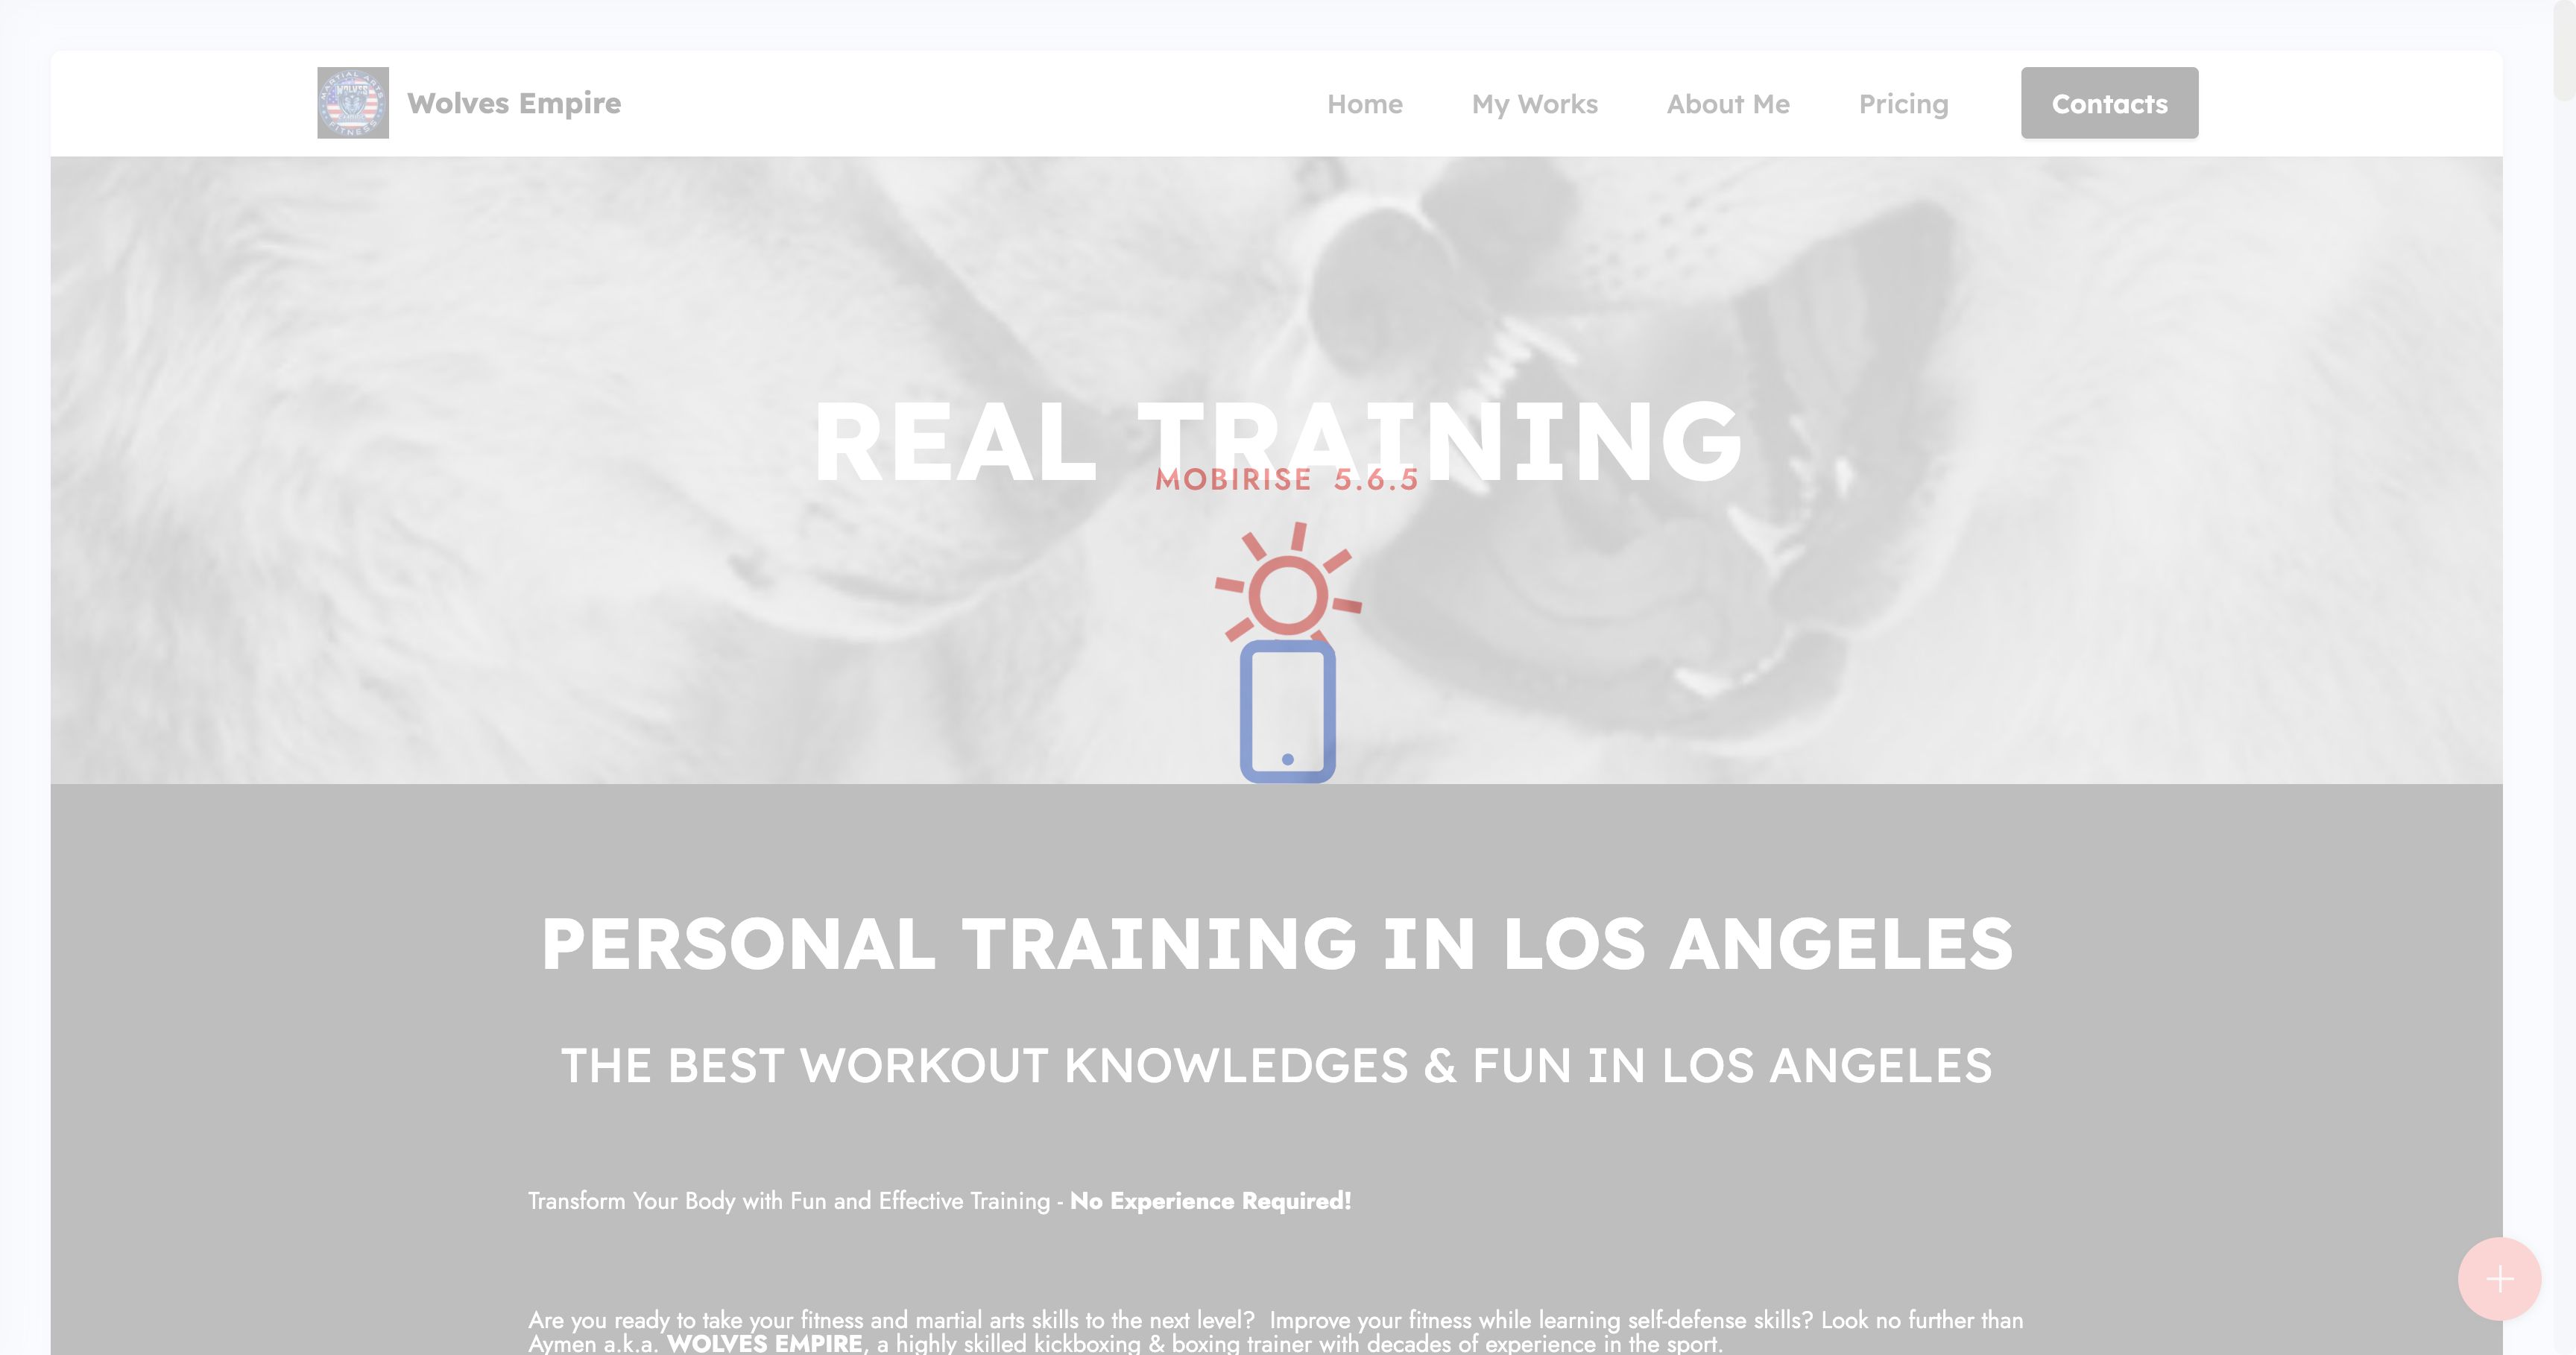 MARTIAL ARTS
WOLVES
FITNESS
Wolves Empire
Home
My Works
About Me
Pricing
Contacts
REAL TRAINING
MOBIRISE 5.6.5
PERSONAL TRAINING IN LOS ANGELES
THE BEST WORKOUT KNOWLEDGES & FUN IN LOS ANGELES
Transform Your Body with Fun and Effective Training - No Experience Required!
Are you ready to take your fitness and martial arts skills to the next level?  Improve your fitness while learning self-defense skills? Look no further than
Aymen a.k.a. WOLVES EMPIRE, a highly skilled kickboxing & boxing trainer with decades of experience in the sport.